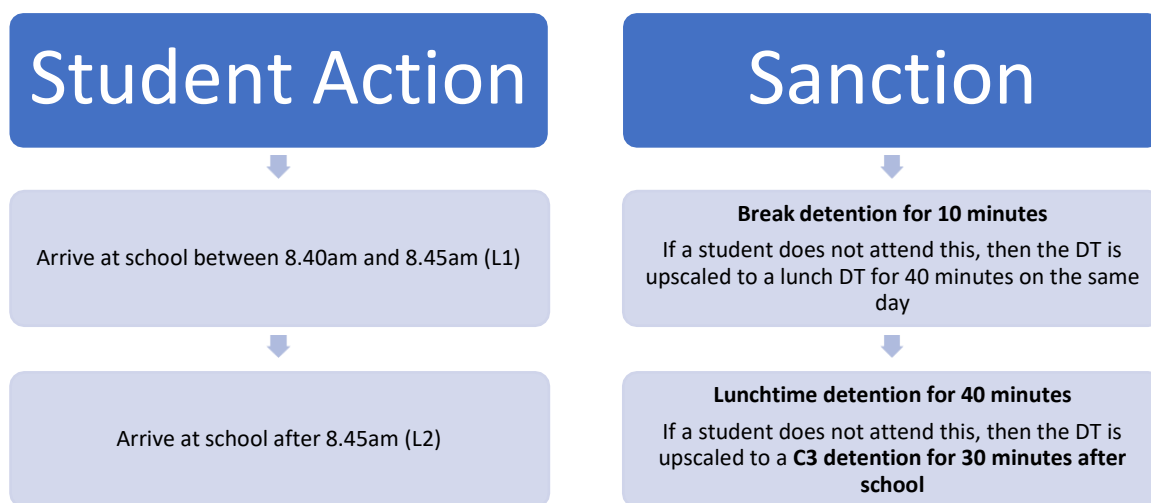 Student Action
Arrive at school between 8.40am and 8.45am (L1)
Arrive at school after 8.45am (L2)
Sanction
Break detention for 10 minutes
If a student does not attend this, then the DT is
upscaled to a lunch DT for 40 minutes on the same
day
Lunchtime detention for 40 minutes
If a student does not attend this, then the DT is
upscaled to a C3 detention for 30 minutes after
school